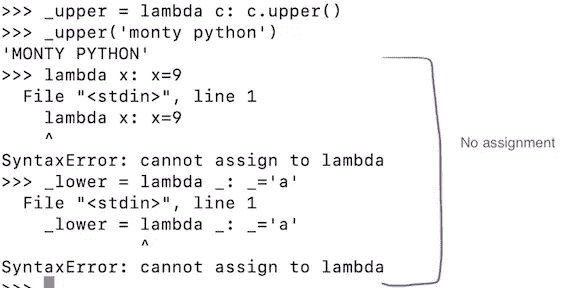 >>> _upper = lambda c: c.upper()
>>> _upper('monty python')
'MONTY PYTHON'
>>> lambda x: x=9
  File "<stdin>", line 1
    lambda x: x=9
    ^
SyntaxError: cannot assign to lambda
>>> _lower = lambda _: _='a'
  File "<stdin>", line 1
    _lower = lambda _: _='a'
             ^
SyntaxError: cannot assign to lambda
>>>
No assignment